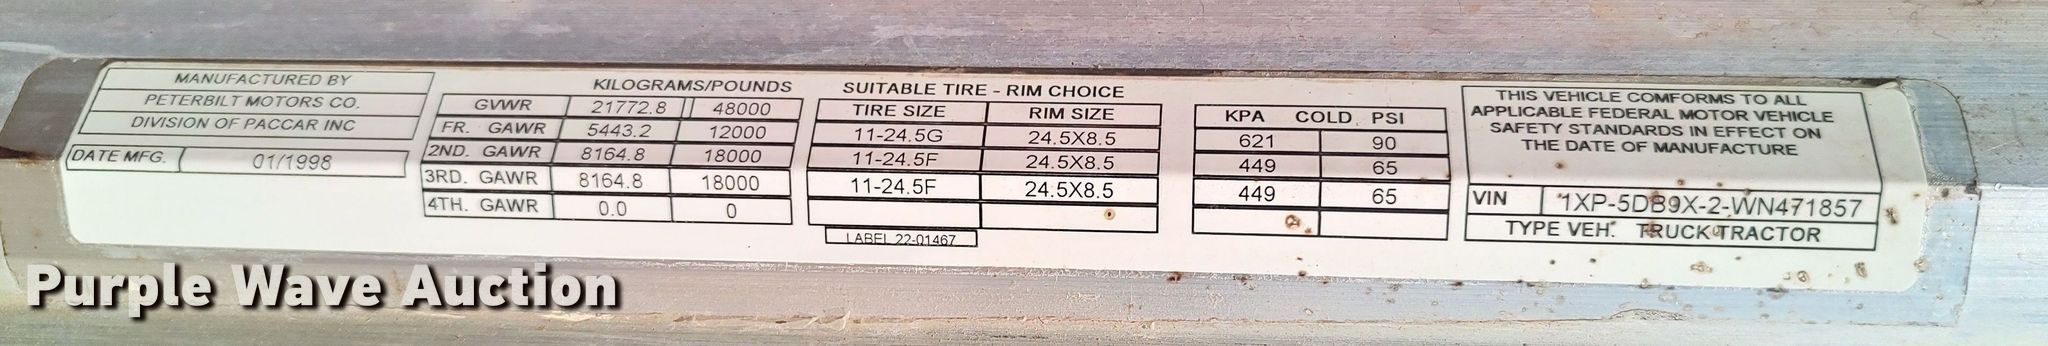 MANUFACTURED BY
PETERBILT MOTORS CO.
DIVISION OF PACCAR INC
DATE MFG. 01/1998
KILOGRAMS/POUNDS
GVWR 21772.8 48000
FR. GAWR 5443.2 12000
2ND. GAWR 8164.8 18000
3RD. GAWR 8164.8 18000
4TH. GAWR 0.0 0
SUITABLE TIRE - RIM CHOICE
TIRE SIZE RIM SIZE
11-24.5G 24.5X8.5
11-24.5F 24.5X8.5
11-24.5F 24.5X8.5
LABEL 22-01467
KPA COLD PSI
621 90
449 65
449 65
THIS VEHICLE COMFORMS TO ALL
APPLICABLE FEDERAL MOTOR VEHICLE
SAFETY STANDARDS IN EFFECT ON
THE DATE OF MANUFACTURE
VIN 1XP-5DB9X-2-WN471857
TYPE VEH. TRUCK TRACTOR
Purple Wave Auction